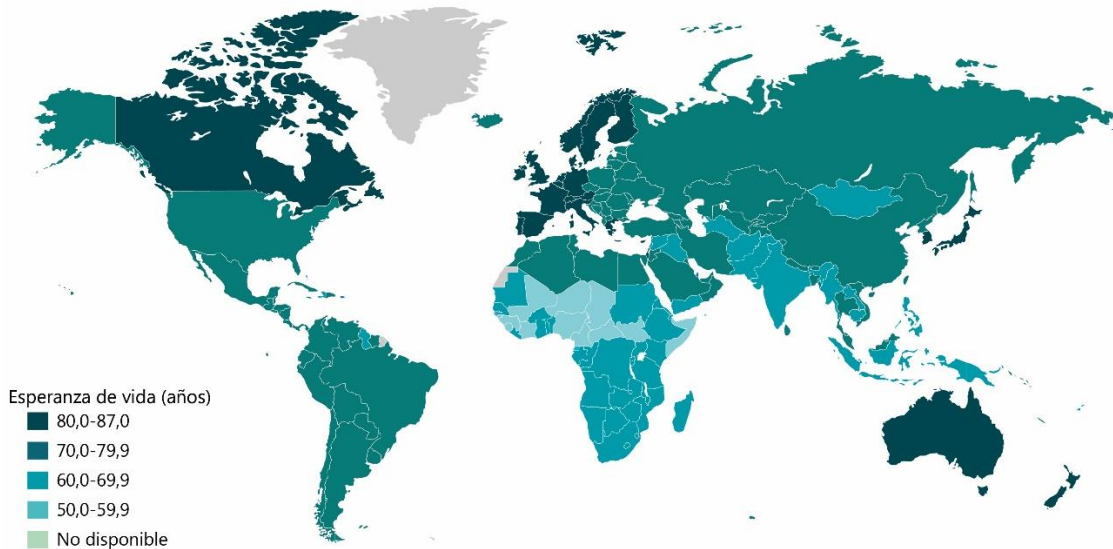 Esperanza de vida (años)
80,0-87,0
70,0-79,9
60,0-69,9
50,0-59,9
No disponible